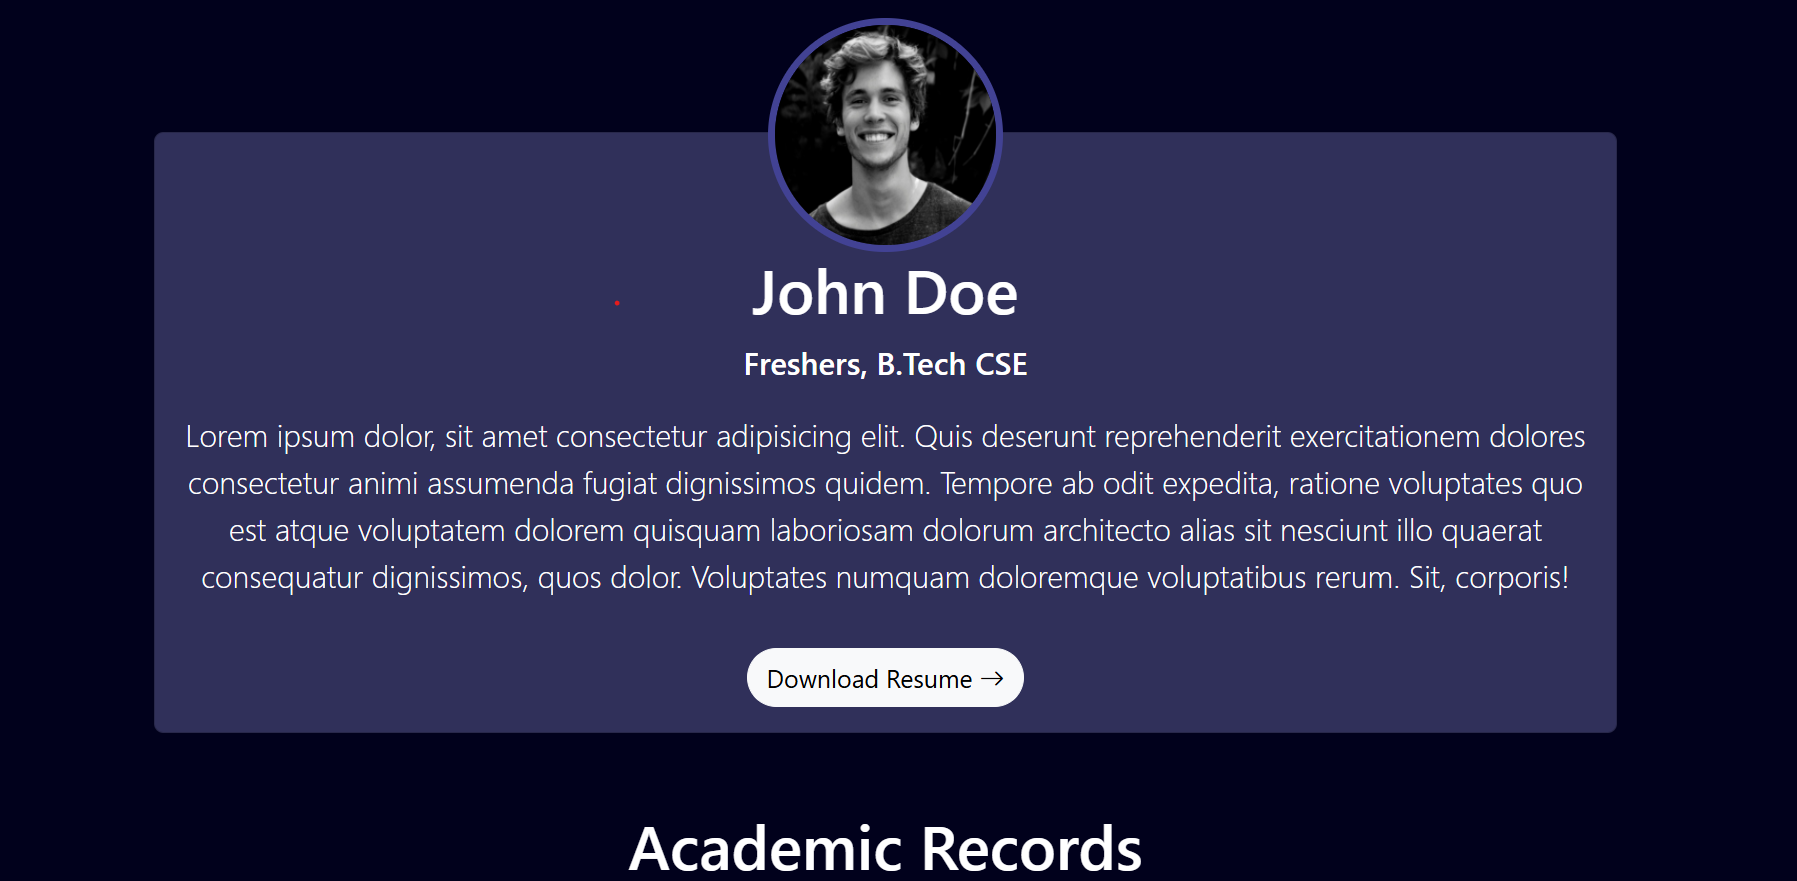 John Doe
Freshers, B.Tech CSE
Lorem ipsum dolor, sit amet consectetur adipisicing elit. Quis deserunt reprehenderit exercitationem dolores
consectetur animi assumenda fugiat dignissimos quidem. Tempore ab odit expedita, ratione voluptates quo
est atque voluptatem dolorem quisquam laboriosam dolorum architecto alias sit nesciunt illo quaerat
consequatur dignissimos, quos dolor. Voluptates numquam doloremque voluptatibus rerum. Sit, corporis!
Download Resume →
Academic Records